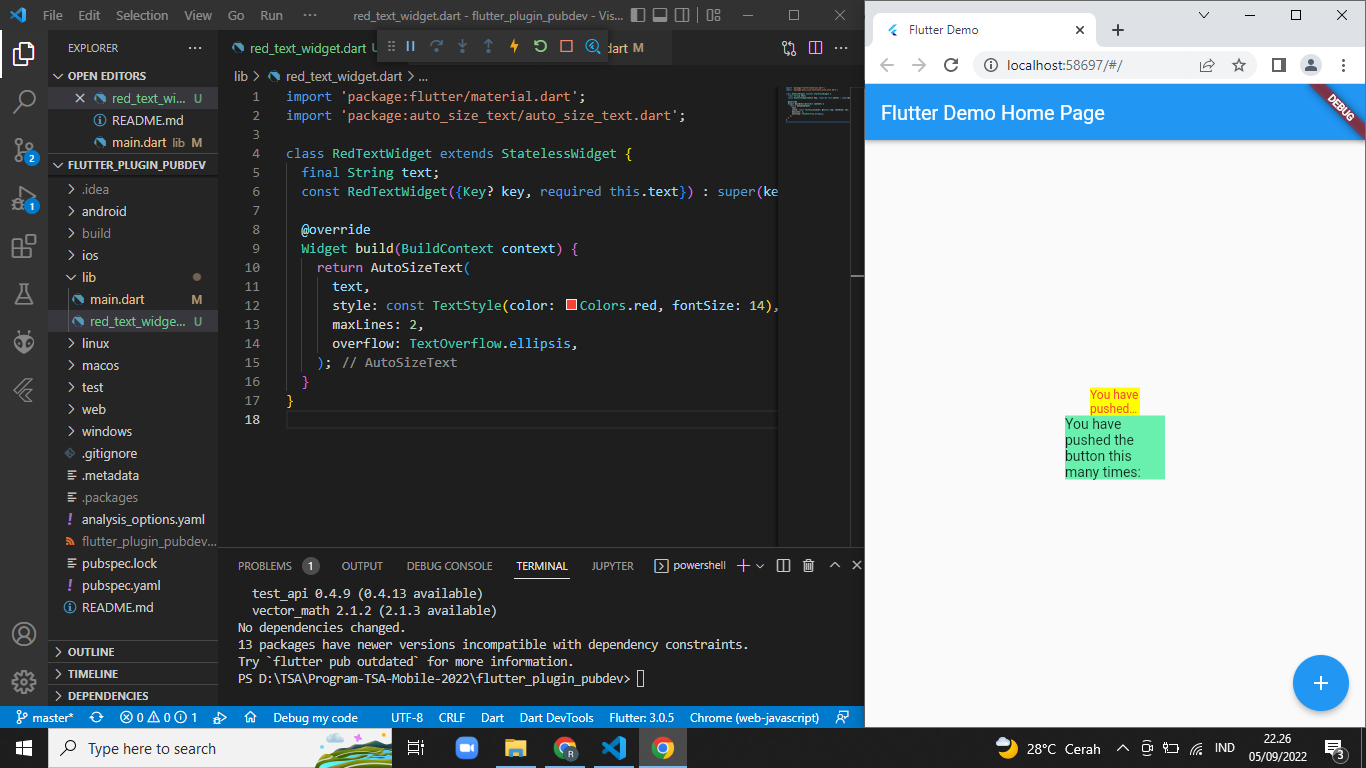 File Edit Selection View Go Run ··· red_text_widget.dart - flutter_plugin_pubdev - Vis...
EXPLORER ···
OPEN EDITORS
red_text_wi... U
README.md
main.dart lib M
FLUTTER_PLUGIN_PUBDEV
.idea
android
build
ios
lib
main.dart M
red_text_widge... U
linux
macos
test
web
windows
.gitignore
.metadata
.packages
analysis_options.yaml
flutter_plugin_pubdev...
pubspec.lock
pubspec.yaml
README.md
OUTLINE
TIMELINE
DEPENDENCIES
2
1
red_text_widget.dart U
dart M
lib > red_text_widget.dart > ...
1 import 'package:flutter/material.dart';
2 import 'package:auto_size_text/auto_size_text.dart';
3
4 class RedTextWidget extends StatelessWidget {
5 final String text;
6 const RedTextWidget({Key? key, required this.text}) : super(ke
7
8 @override
9 Widget build(BuildContext context) {
10 return AutoSizeText(
11 text,
12 style: const TextStyle(color: Colors.red, fontSize: 14),
13 maxLines: 2,
14 overflow: TextOverflow.ellipsis,
15 ); // AutoSizeText
16 }
17 }
18
PROBLEMS 1 OUTPUT DEBUG CONSOLE TERMINAL JUPYTER powershell
test_api 0.4.9 (0.4.13 available)
vector_math 2.1.2 (2.1.3 available)
No dependencies changed.
13 packages have newer versions incompatible with dependency constraints.
Try `flutter pub outdated` for more information.
PS D:\TSA\Program-TSA-Mobile-2022\flutter_plugin_pubdev>
master* 0 0 1 Debug my code UTF-8 CRLF Dart Dart DevTools Flutter: 3.0.5 Chrome (web-javascript)
Flutter Demo
localhost:58697/#/
Flutter Demo Home Page
DEBUG
You have
pushed...
You have
pushed the
button this
many times:
Type here to search
R
28°C Cerah
IND
22.26
05/09/2022
3